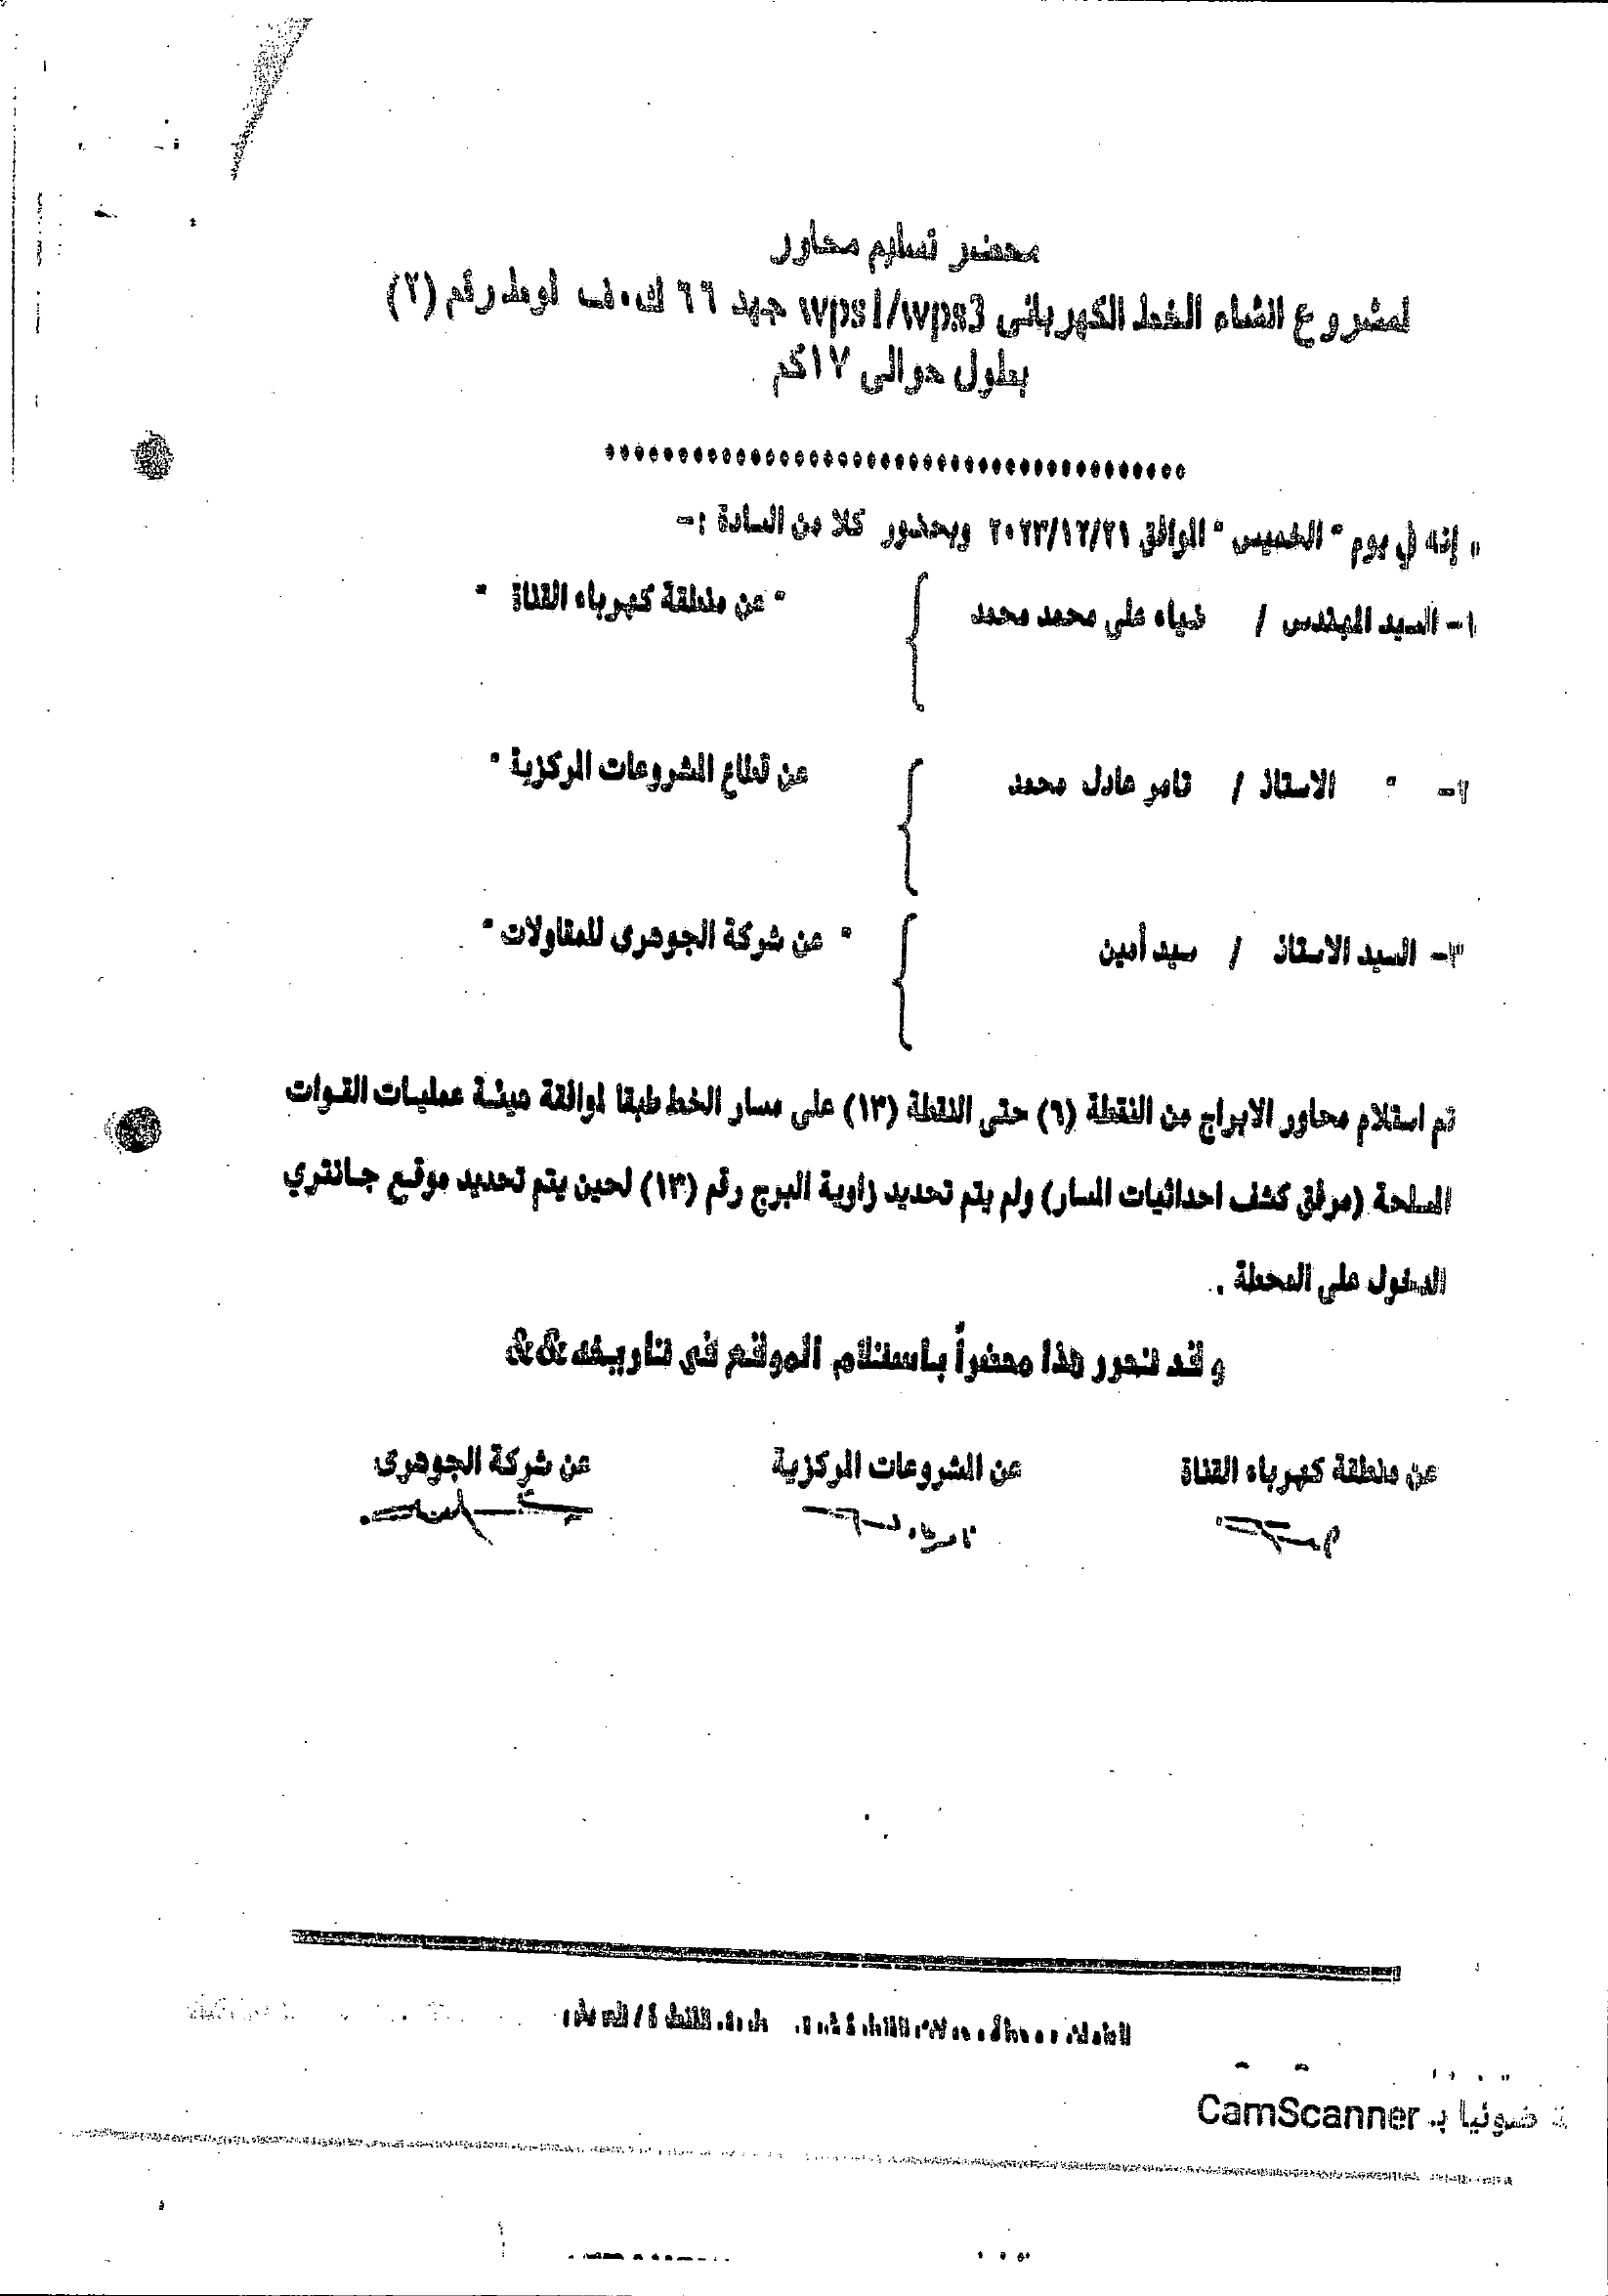 محضر تسليم محاور
لمشروع انشاء الخط الكهربائى wps1/wps3 جهد ٦٦ ك.ف لوط رقم (٢)
بطول حوالى ١٧كم
إنه في يوم " الخميس " الموافق ٢٠٢٣/١٢/٢١ وبحضور كلا من السادة :-
١- السيد المهندس / ضياء على محمد محمد " عن منطقة كهرباء القناة "
٢- " الاستاذ / تامر عادل محمد عن قطاع المشروعات المركزية "
٣- السيد الاستاذ / سيد أمين " عن شركة الجوهرى للمقاولات "
تم استلام محاور الابراج من النقطة (٦) حتى النقطة (١٣) على مسار الخط طبقا لموافقة هيئة عمليات القوات
المسلحة (مرفق كشف احداثيات المسار) ولم يتم تحديد زاوية البرج رقم (١٣) لحين يتم تحديد موقع جانتري
الدخول على المحطة .
وقد تحرر هذا محضراً باستلام الموقع فى تاريخه &&
عن منطقة كهرباء القناة عن المشروعات المركزية عن شركة الجوهرى
ضوئيا بـ CamScanner